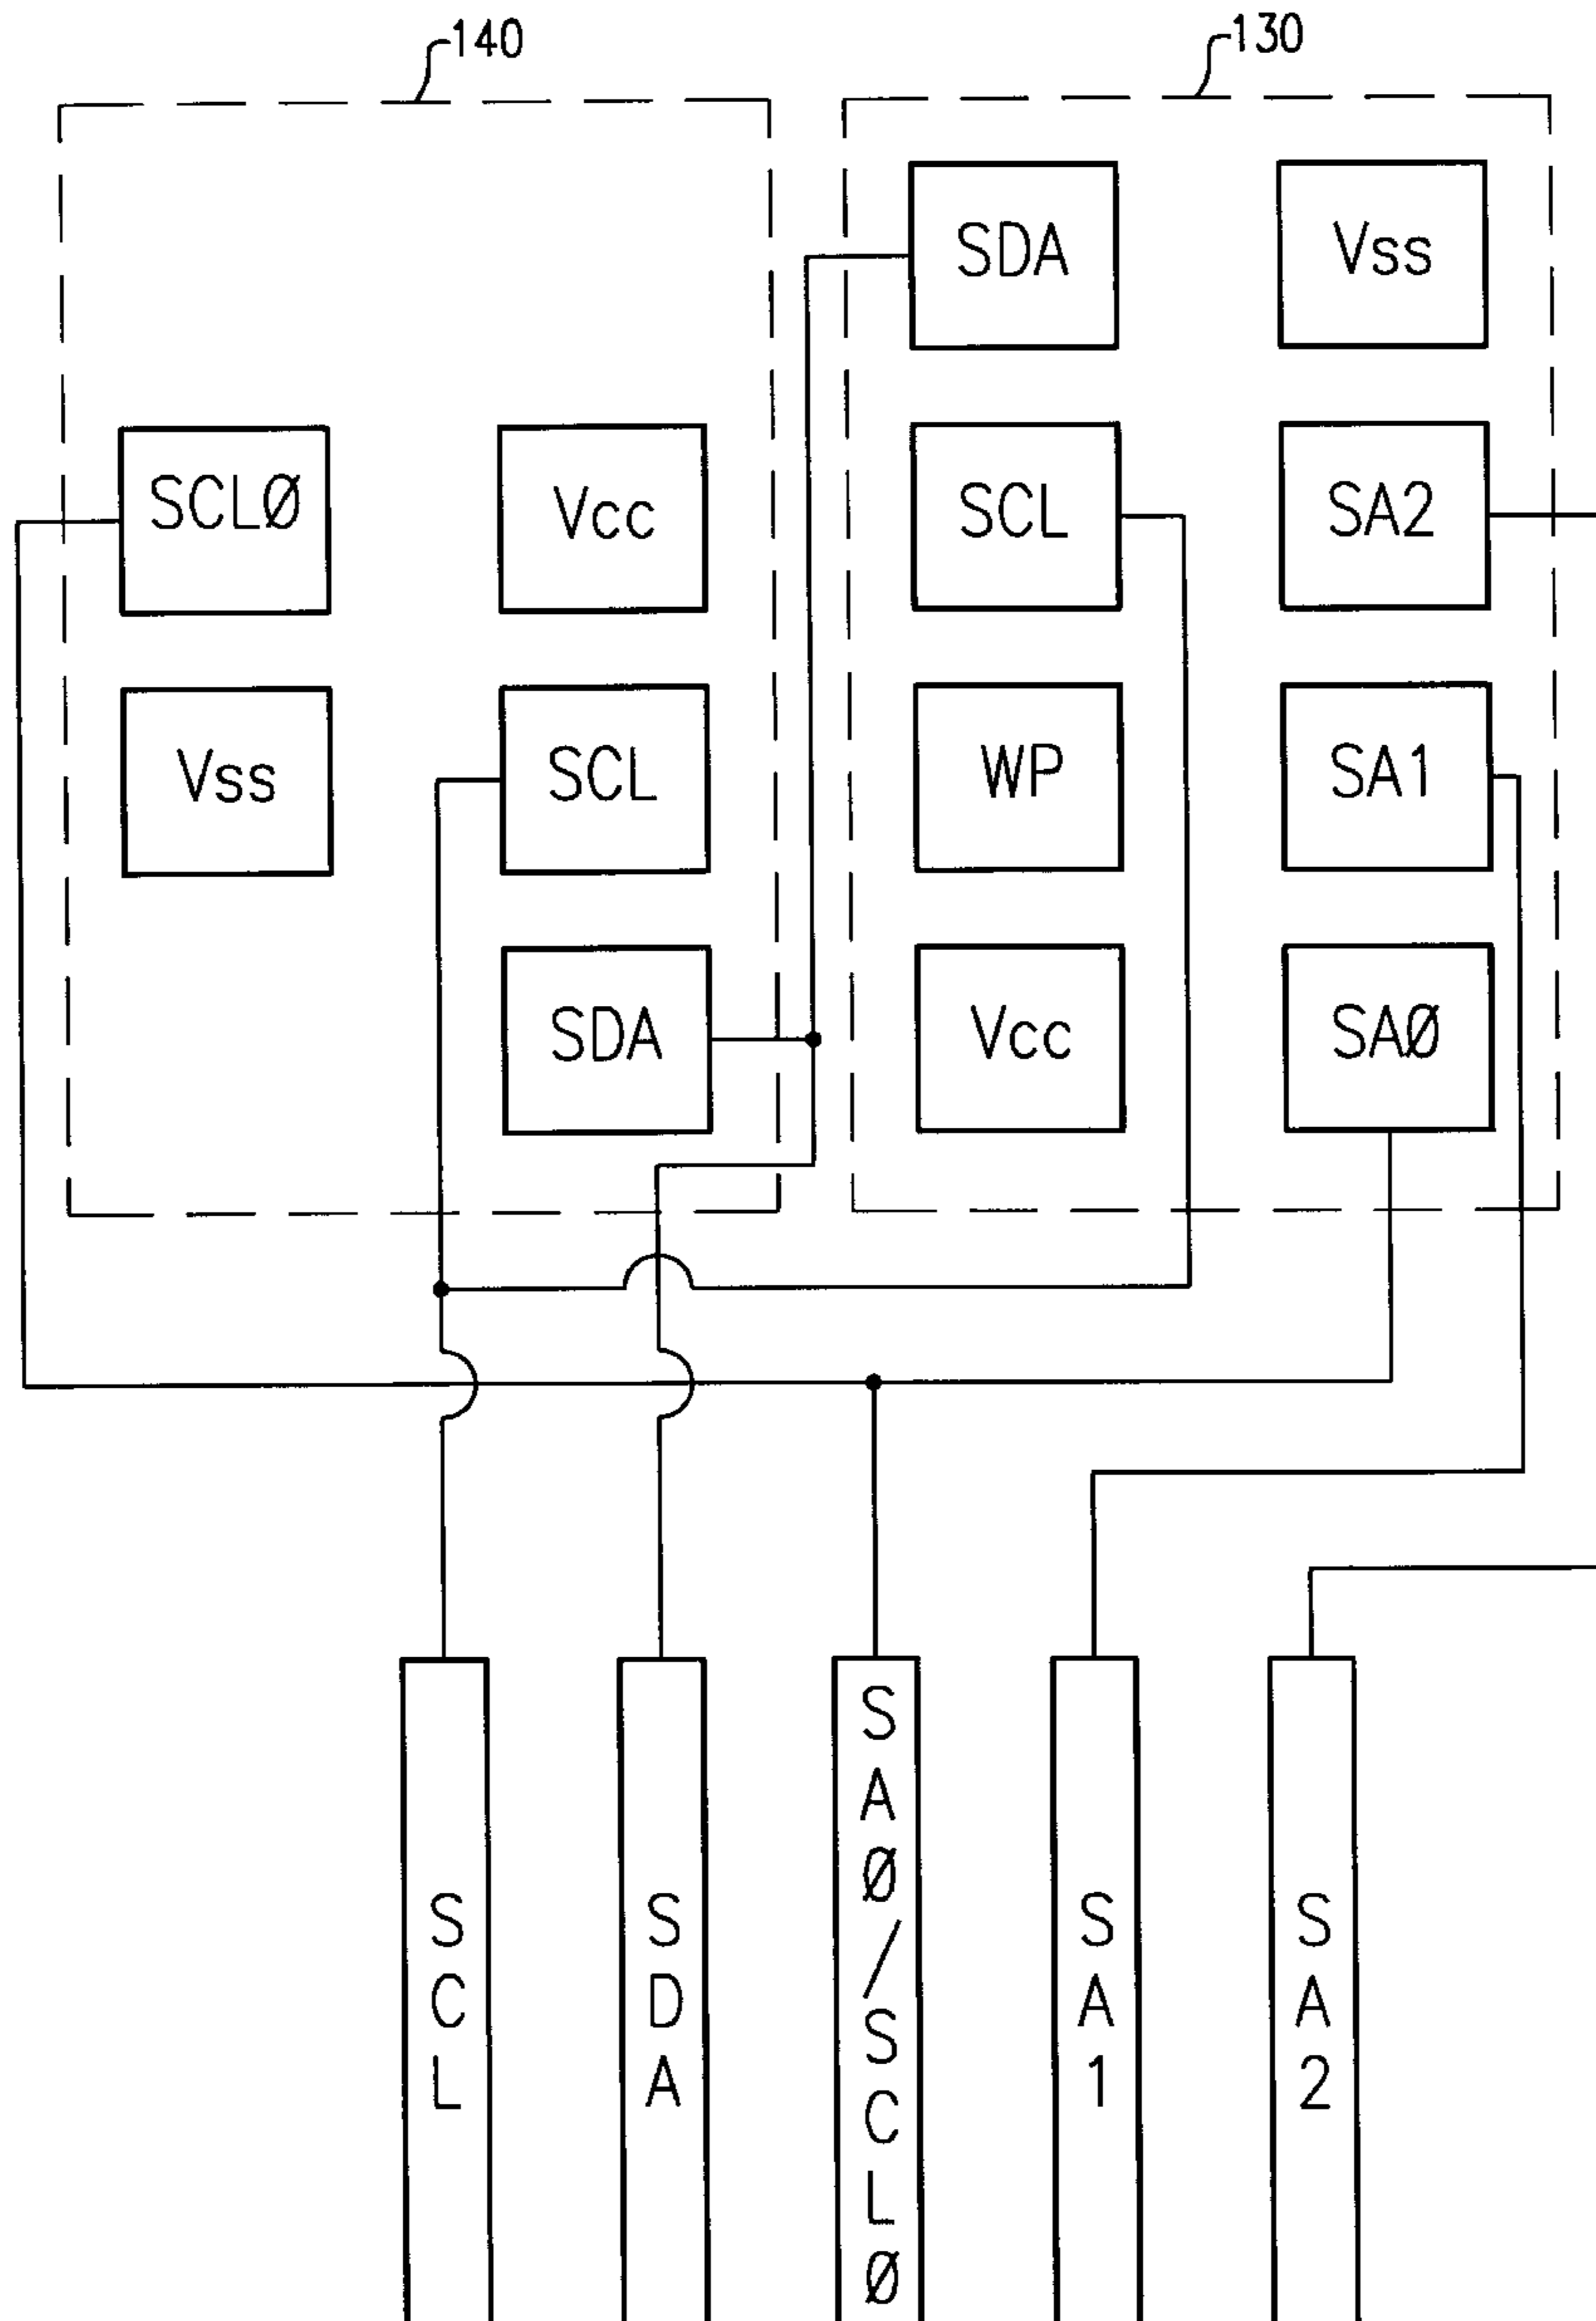 140
130
SDA
Vss
SCLØ
Vcc
SCL
SA2
Vss
SCL
WP
SA1
SDA
Vcc
SAØ
SCL
SDA
SAØ/SCLØ
SA1
SA2